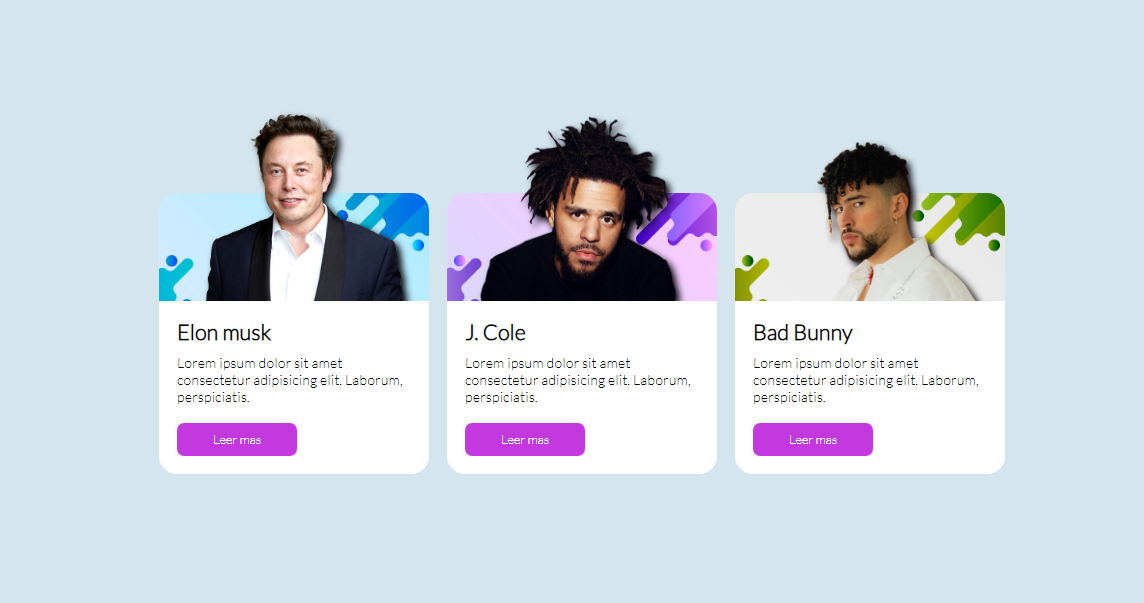 Elon musk
Lorem ipsum dolor sit amet
consectetur adipisicing elit. Laborum,
perspiciatis.
Leer mas
J. Cole
Lorem ipsum dolor sit amet
consectetur adipisicing elit. Laborum,
perspiciatis.
Leer mas
Bad Bunny
Lorem ipsum dolor sit amet
consectetur adipisicing elit. Laborum,
perspiciatis.
Leer mas